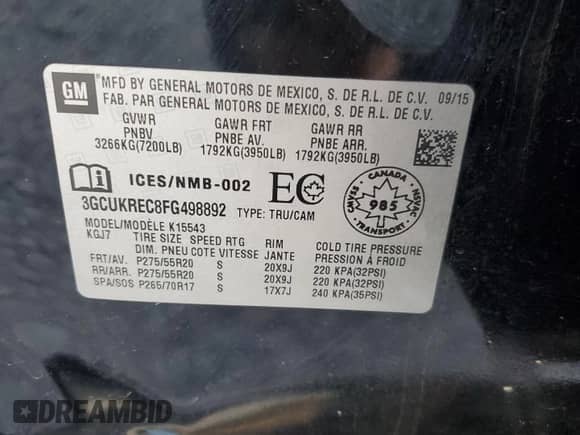 GM
MFD BY GENERAL MOTORS DE MEXICO, S. DE R.L. DE C.V. 09/15
FAB. PAR GENERAL MOTORS DE MEXICO, S. DE R.L. DE C.V.
GVWR GAWR FRT GAWR RR
PNBV PNBE AV. PNBE ARR.
3266KG(7200LB) 1792KG(3950LB) 1792KG(3950LB)
ICES/NMB-002 EC
CANADA
SVMAC NSVAC
985
TRANSPORT
3GCUKREC8FG498892 TYPE: TRU/CAM
MODEL/MODÈLE K15543
KGJ7 TIRE SIZE SPEED RTG RIM COLD TIRE PRESSURE
DIM. PNEU COTE VITESSE JANTE PRESSION À FROID
FRT/AV. P275/55R20 S 20X9J 220 KPA(32PSI)
RR/ARR. P275/55R20 S 20X9J 220 KPA(32PSI)
SPA/SOS P265/70R17 S 17X7J 240 KPA(35PSI)
DREAMBID